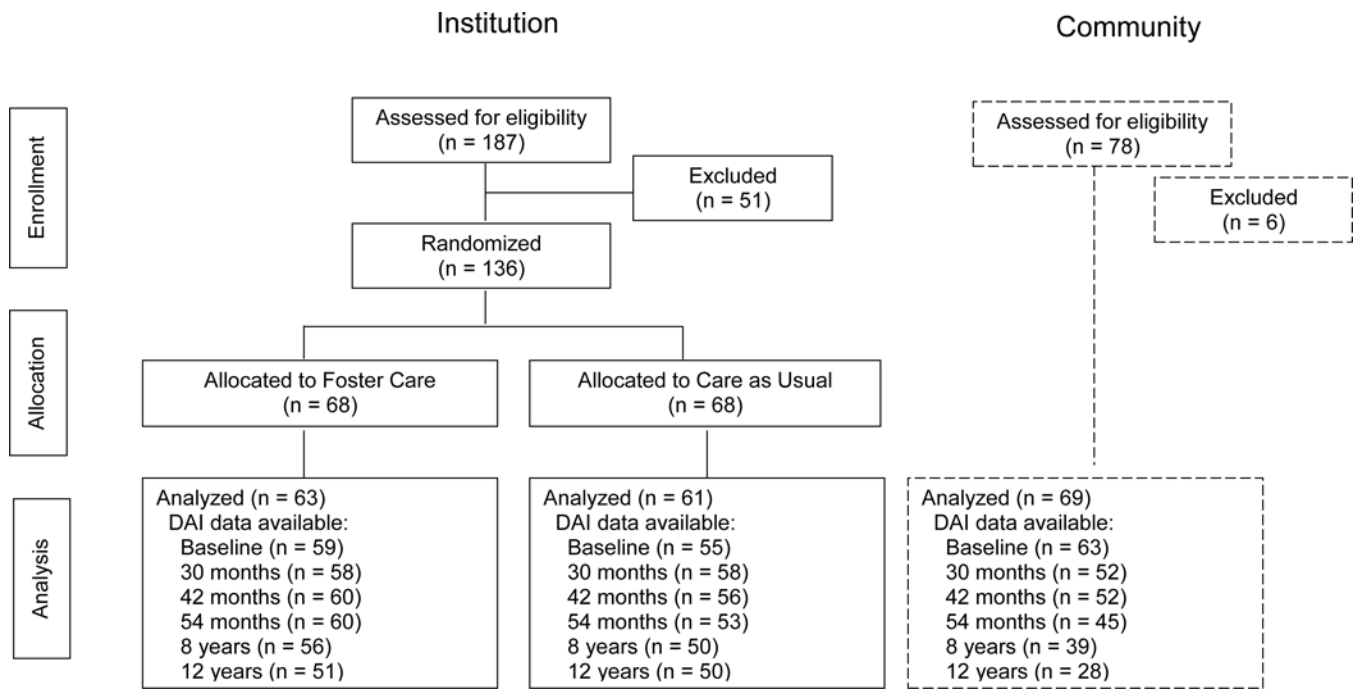 Institution
Community
Enrollment
Assessed for eligibility
(n = 187)
Excluded
(n = 51)
Randomized
(n = 136)
Assessed for eligibility
(n = 78)
Excluded
(n = 6)
Allocation
Allocated to Foster Care
(n = 68)
Allocated to Care as Usual
(n = 68)
Analysis
Analyzed (n = 63)
DAI data available:
Baseline (n = 59)
30 months (n = 58)
42 months (n = 60)
54 months (n = 60)
8 years (n = 56)
12 years (n = 51)
Analyzed (n = 61)
DAI data available:
Baseline (n = 55)
30 months (n = 58)
42 months (n = 56)
54 months (n = 53)
8 years (n = 50)
12 years (n = 50)
Analyzed (n = 69)
DAI data available:
Baseline (n = 63)
30 months (n = 52)
42 months (n = 52)
54 months (n = 45)
8 years (n = 39)
12 years (n = 28)